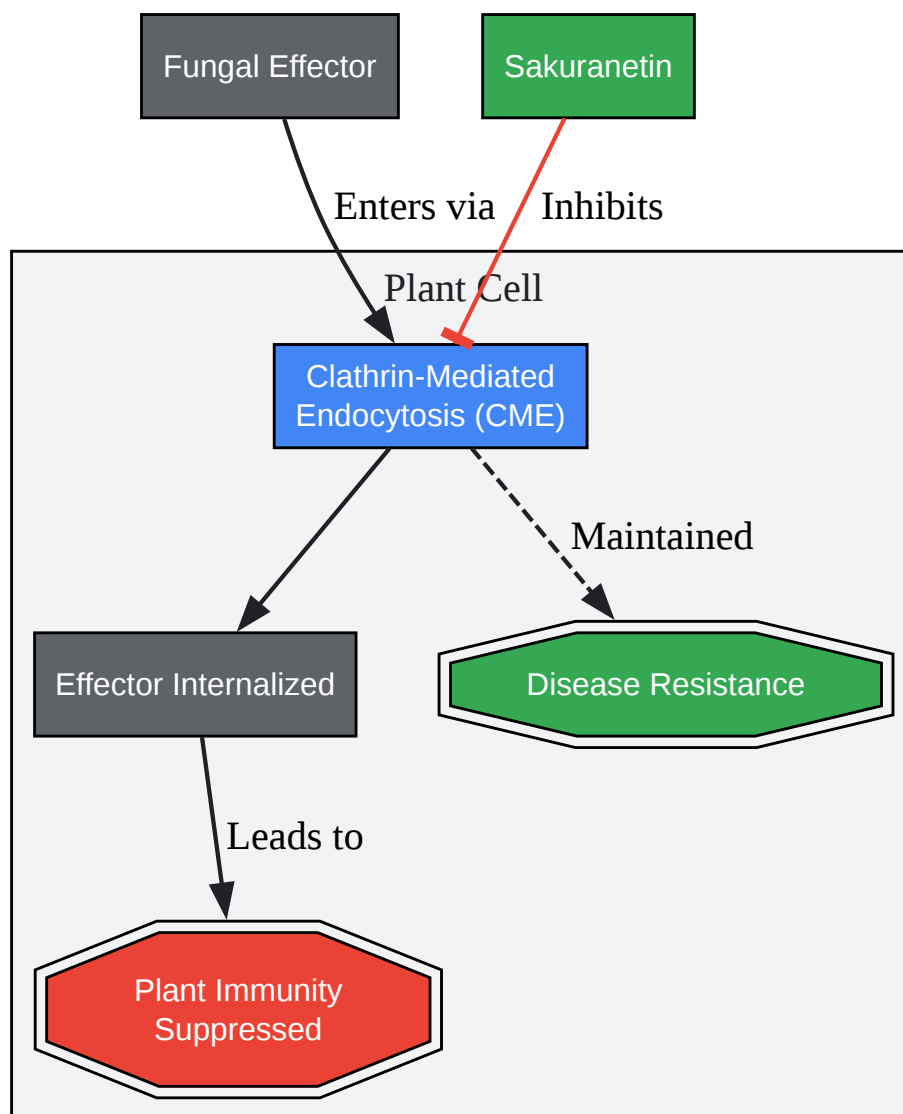 Fungal Effector
Sakuranetin
Enters via
Inhibits
Plant Cell
Clathrin-Mediated
Endocytosis (CME)
Maintained
Effector Internalized
Disease Resistance
Leads to
Plant Immunity
Suppressed